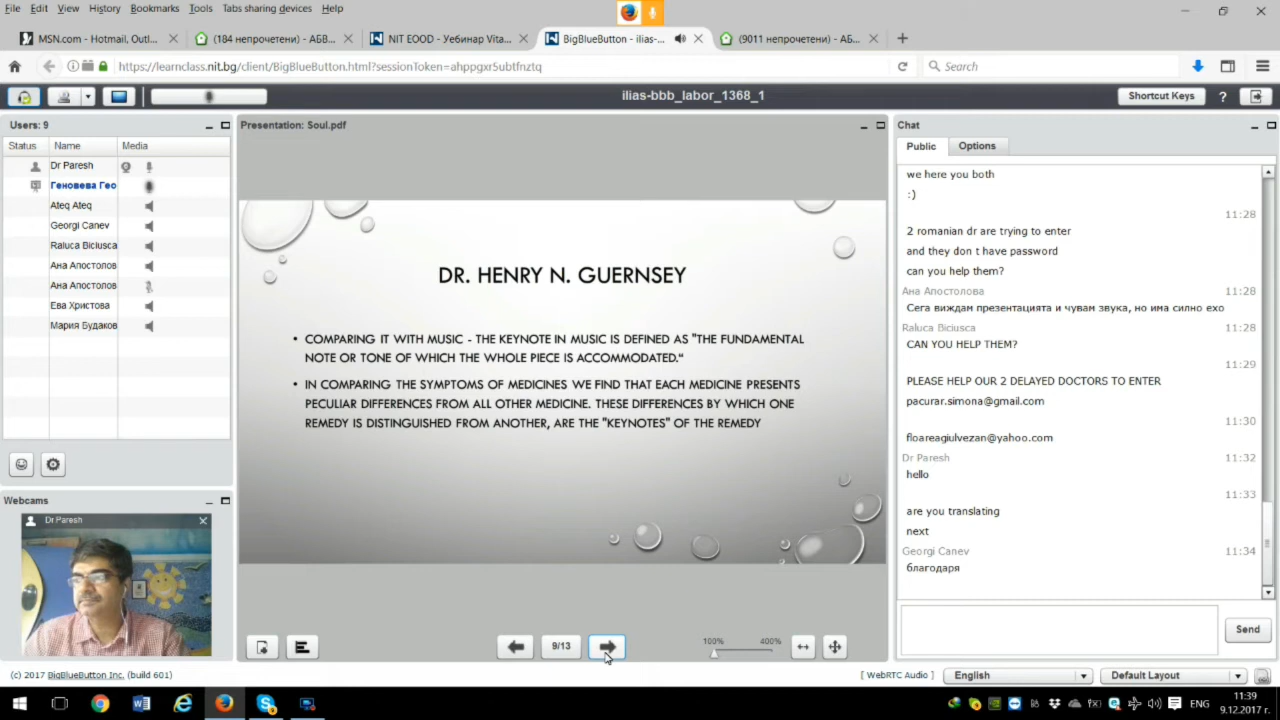 File Edit View History Bookmarks Tools Tabs sharing devices Help
MSN.com - Hotmail, Outl...
(184 непрочетени) - АБВ...
NIT EOOD - Уебинар Vita...
BigBlueButton - ilias-...
(9011 непрочетени) - АБ...
https://learnclass.nit.bg/client/BigBlueButton.html?sessionToken=ahppgxr5ubtfnztq
Search
ilias-bbb_labor_1368_1
Shortcut Keys
?
Users: 9
Status Name Media
Dr Paresh
Геновева Гео
Ateq Ateq
Georgi Canev
Raluca Biciusca
Ана Апостолов
Ана Апостолов
Ева Христова
Мария Будаков
Webcams
Dr Paresh
Presentation: Soul.pdf
DR. HENRY N. GUERNSEY
• COMPARING IT WITH MUSIC - THE KEYNOTE IN MUSIC IS DEFINED AS "THE FUNDAMENTAL
NOTE OR TONE OF WHICH THE WHOLE PIECE IS ACCOMMODATED.“
• IN COMPARING THE SYMPTOMS OF MEDICINES WE FIND THAT EACH MEDICINE PRESENTS
PECULIAR DIFFERENCES FROM ALL OTHER MEDICINE. THESE DIFFERENCES BY WHICH ONE
REMEDY IS DISTINGUISHED FROM ANOTHER, ARE THE "KEYNOTES" OF THE REMEDY
9/13
100% 400%
Chat
Public Options
we here you both
:)
11:28
2 romanian dr are trying to enter
and they don t have password
can you help them?
Ана Апостолова 11:28
Сега виждам презентацията и чувам звука, но има силно ехо
Raluca Biciusca 11:28
CAN YOU HELP THEM?
11:29
PLEASE HELP OUR 2 DELAYED DOCTORS TO ENTER
pacurar.simona@gmail.com
11:30
floareagiulvezan@yahoo.com
Dr Paresh 11:32
hello
11:33
are you translating
next
Georgi Canev 11:34
благодаря
Send
(c) 2017 BigBlueButton Inc. (build 601)
[ WebRTC Audio ]
English
Default Layout
ENG
11:39
9.12.2017 г.